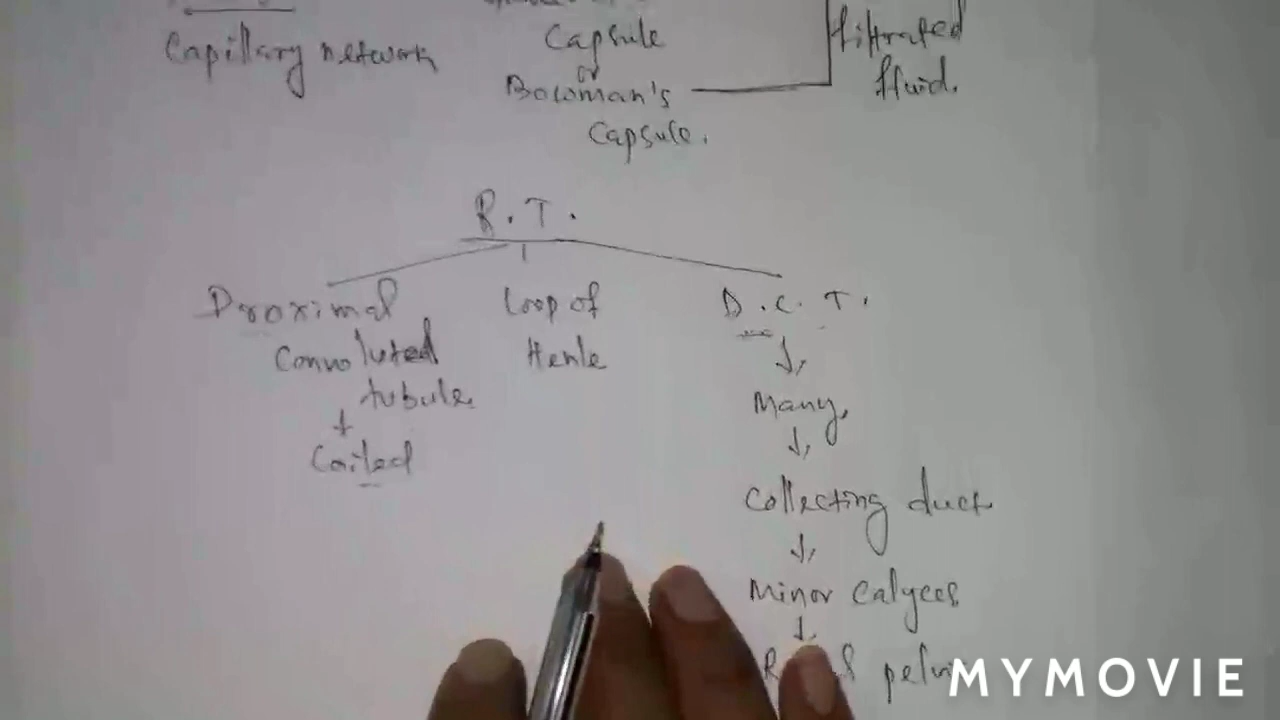 Capillary network
Capsule
or
Bowman's
Capsule.
filtrated
fluid.
R. T.
Proximal
Convoluted
tubule
Coiled
Loop of
Henle
D. C. T.
Many
Collecting duct
Minor Calyces
MYMOVIE